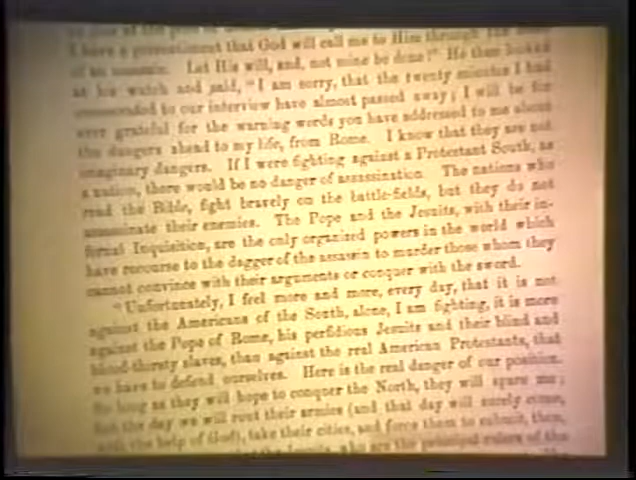 I have a presentiment that God will call me to Him through the
of an assassin. Let His will, and, not mine be done!" He then looked
at his watch and said, "I am sorry, that the twenty minutes I had
consecrated to our interview have almost passed away; I will be for
ever grateful for the warning words you have addressed to me about
the dangers ahead to my life, from Rome. I know that they are not
imaginary dangers. If I were fighting against a Protestant South, as
a nation, there would be no danger of assassination. The nations who
read the Bible, fight bravely on the battle-fields, but they do not
assassinate their enemies. The Pope and the Jesuits, with their in-
fernal Inquisition, are the only organized powers in the world which
have recourse to the dagger of the assassin to murder those whom they
cannot convince with their arguments or conquer with the sword.
"Unfortunately, I feel more and more, every day, that it is not
against the Americans of the South, alone, I am fighting, it is more
against the Pope of Rome, his perfidious Jesuits and their blind and
blood-thirsty slaves, than against the real American Protestants, that
we have to defend ourselves. Here is the real danger of our position.
So long as they will hope to conquer the North, they will spare me;
but the day we will rout their armies (and that day will surely come,
with the help of God), take their cities, and force them to submit, then,
the Jesuits, who are the principal rulers of the